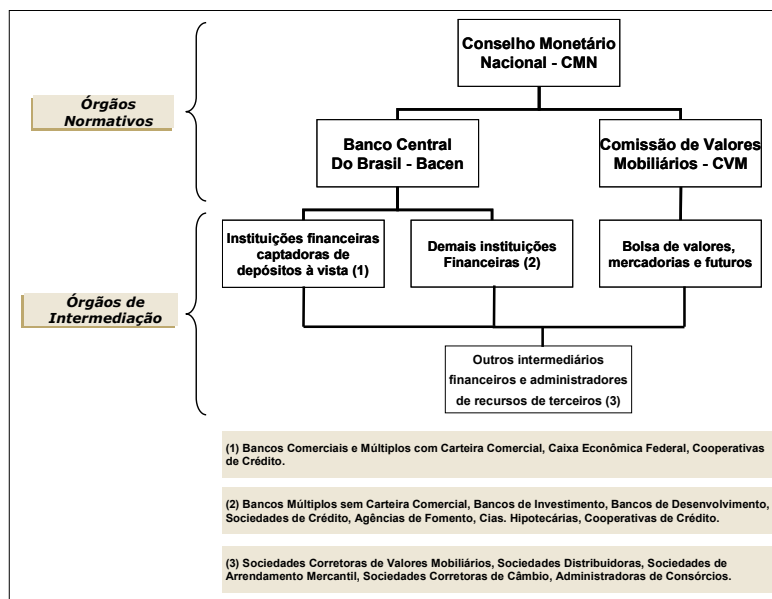 Conselho Monetário
Nacional - CMN
Órgãos
Normativos
Banco Central
Do Brasil - Bacen
Comissão de Valores
Mobiliários - CVM
Instituições financeiras
captadoras de
depósitos à vista (1)
Demais instituições
Financeiras (2)
Bolsa de valores,
mercadorias e futuros
Órgãos de
Intermediação
Outros intermediários
financeiros e administradores
de recursos de terceiros (3)
(1) Bancos Comerciais e Múltiplos com Carteira Comercial, Caixa Econômica Federal, Cooperativas
de Crédito.
(2) Bancos Múltiplos sem Carteira Comercial, Bancos de Investimento, Bancos de Desenvolvimento,
Sociedades de Crédito, Agências de Fomento, Cias. Hipotecárias, Cooperativas de Crédito.
(3) Sociedades Corretoras de Valores Mobiliários, Sociedades Distribuidoras, Sociedades de
Arrendamento Mercantil, Sociedades Corretoras de Câmbio, Administradoras de Consórcios.